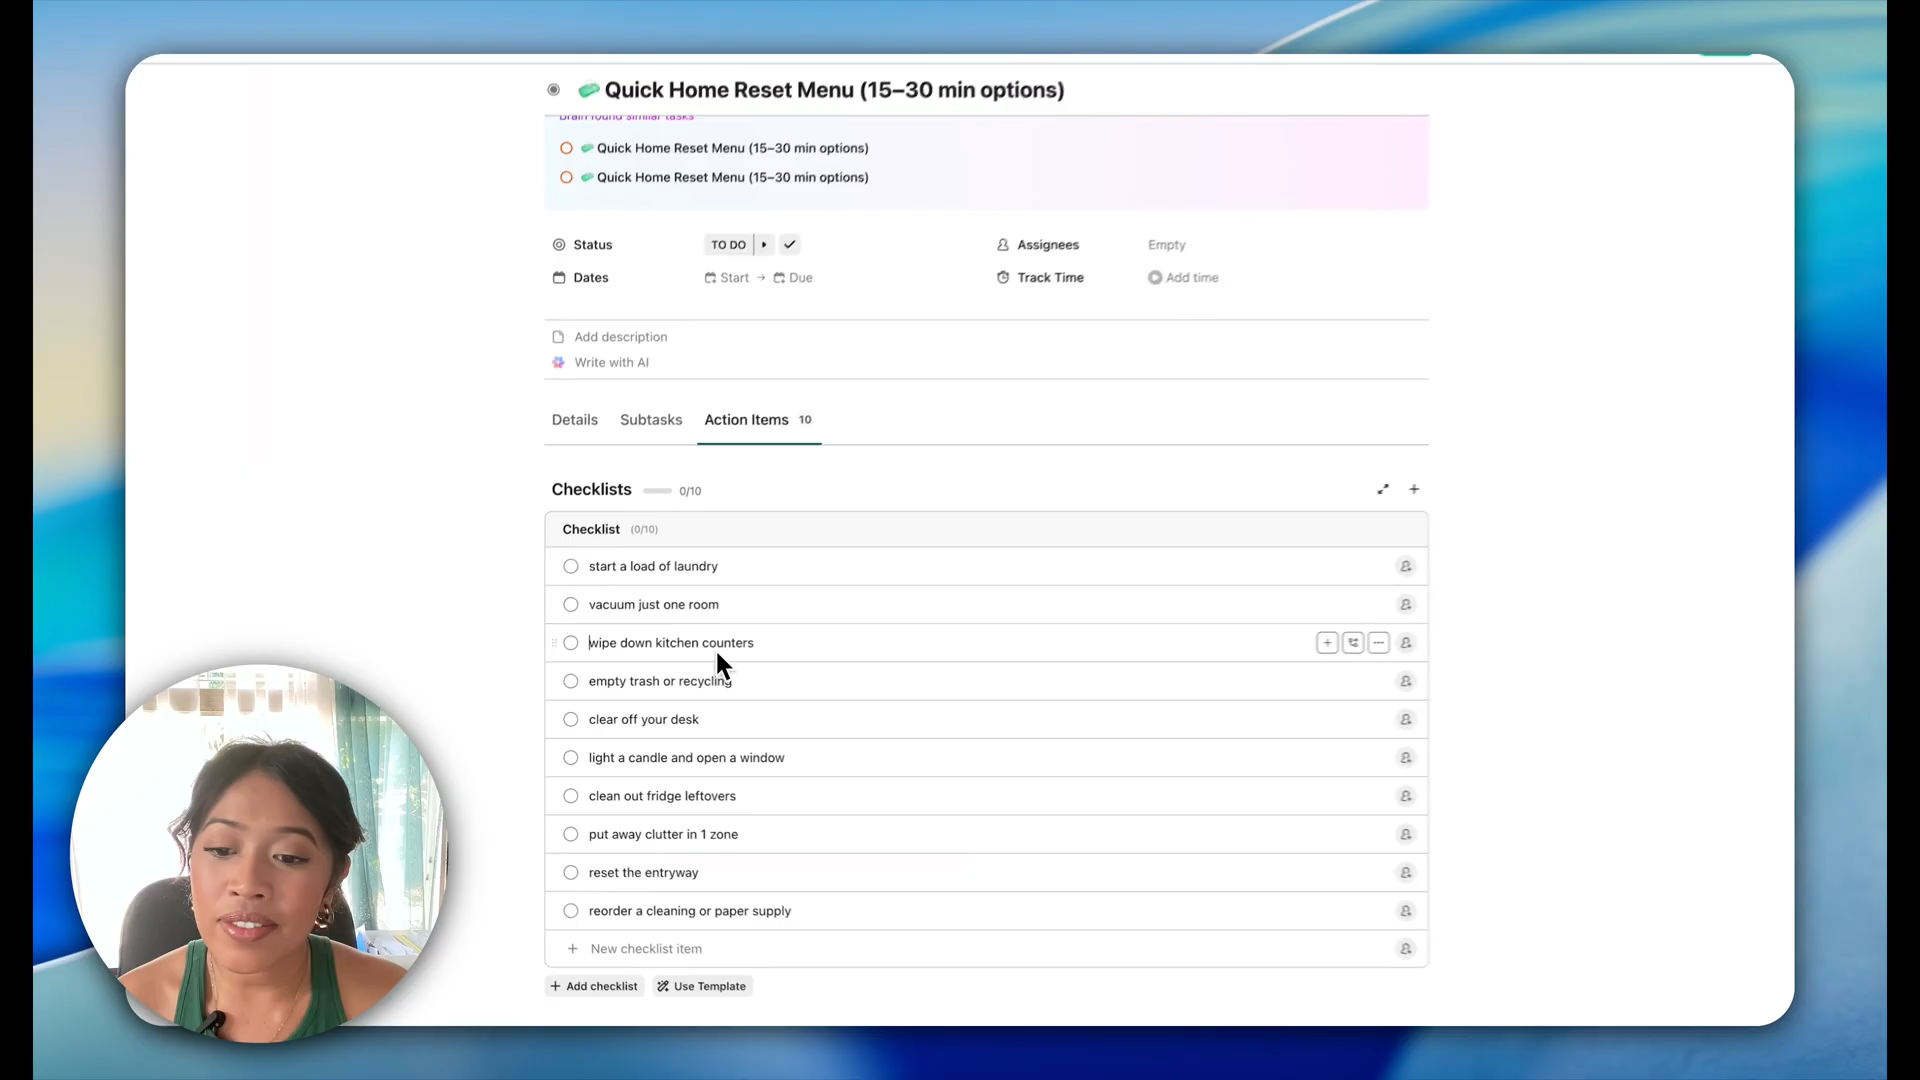 Quick Home Reset Menu (15–30 min options)
Brain found similar tasks
Quick Home Reset Menu (15–30 min options)
Quick Home Reset Menu (15–30 min options)
Status TO DO Assignees Empty
Dates Start → Due Track Time Add time
Add description
Write with AI
Details Subtasks Action Items 10
Checklists 0/10
Checklist (0/10)
start a load of laundry
vacuum just one room
wipe down kitchen counters
empty trash or recycling
clear off your desk
light a candle and open a window
clean out fridge leftovers
put away clutter in 1 zone
reset the entryway
reorder a cleaning or paper supply
+ New checklist item
+ Add checklist Use Template